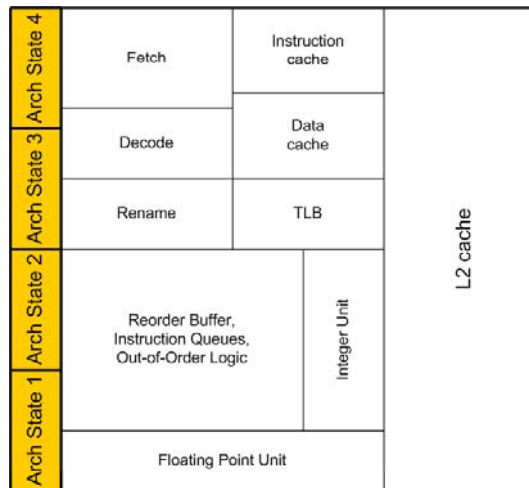 Arch State 4
Arch State 3
Arch State 2
Arch State 1
Fetch
Instruction
cache
Decode
Data
cache
Rename
TLB
Reorder Buffer,
Instruction Queues,
Out-of-Order Logic
Integer Unit
Floating Point Unit
L2 cache